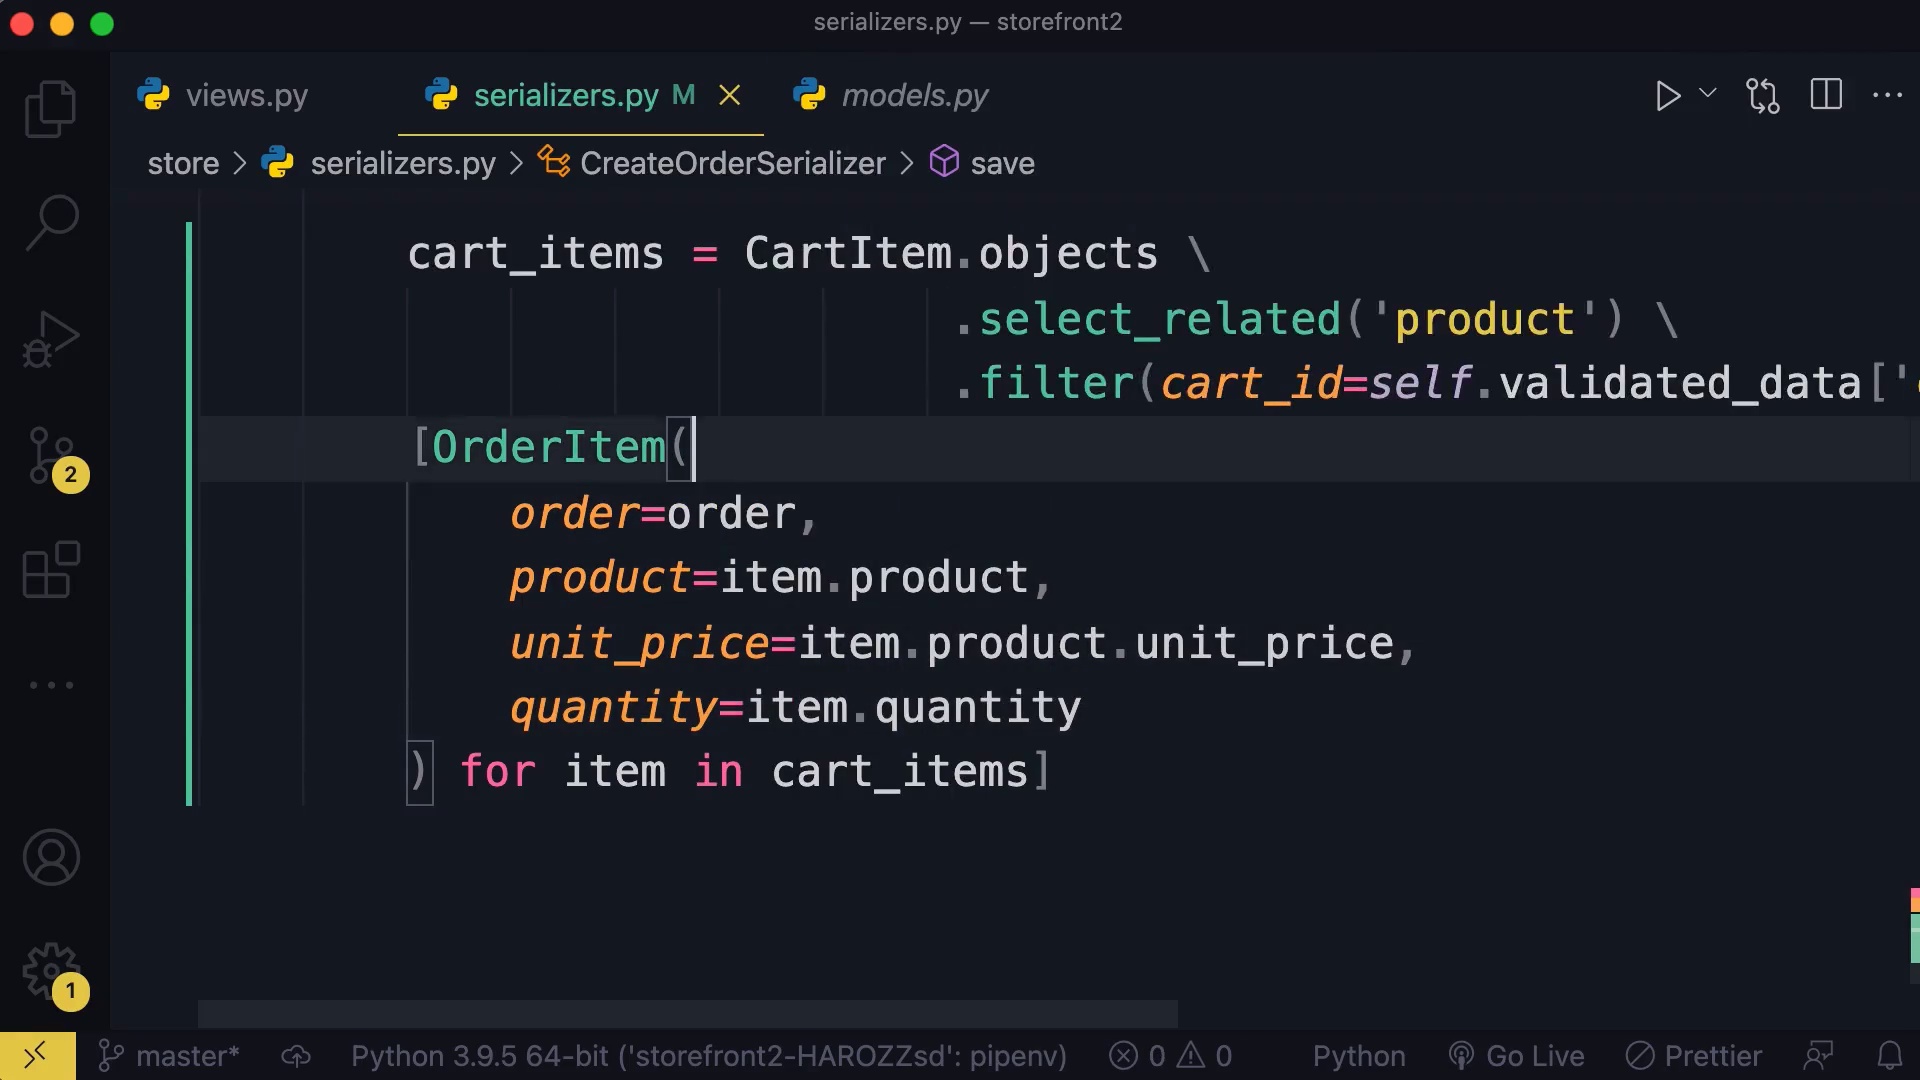 serializers.py — storefront2
views.py serializers.py M models.py
store > serializers.py > CreateOrderSerializer > save
cart_items = CartItem.objects \
.select_related('product') \
.filter(cart_id=self.validated_data['
[OrderItem(
order=order,
product=item.product,
unit_price=item.product.unit_price,
quantity=item.quantity
) for item in cart_items]
2
1
master* Python 3.9.5 64-bit ('storefront2-HAROZZsd': pipenv) 0 0 Python Go Live Prettier